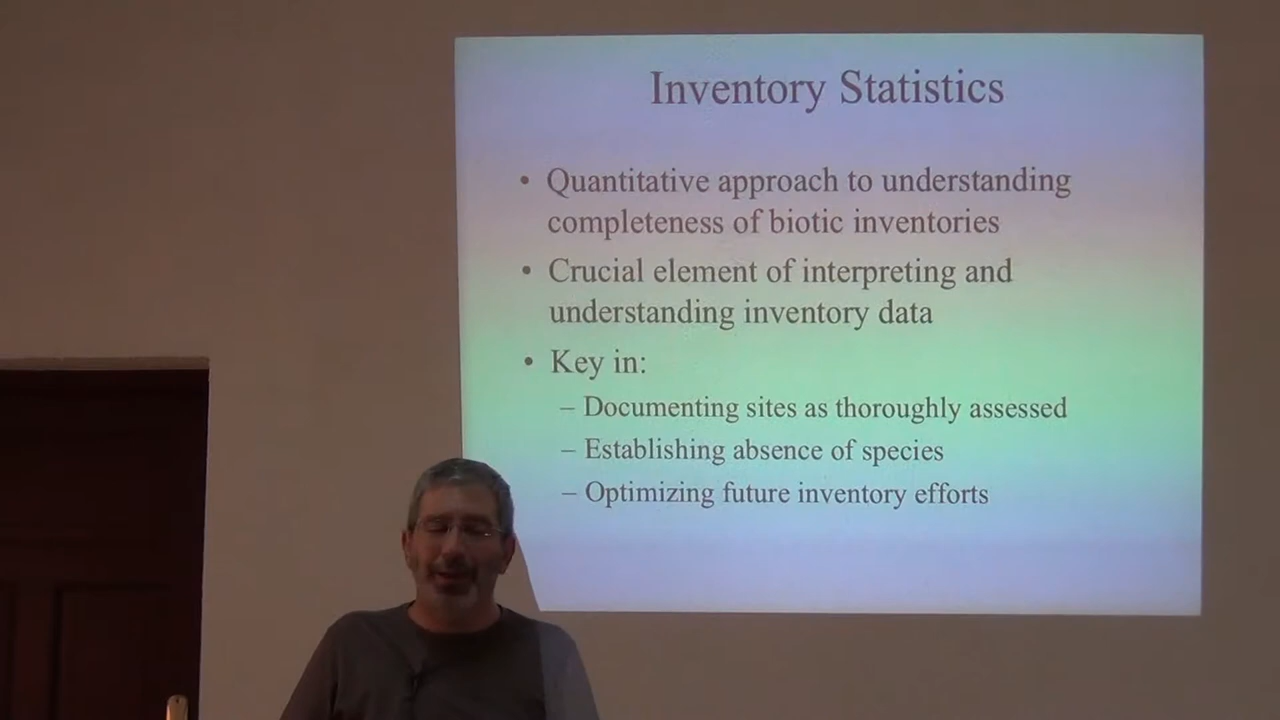 Inventory Statistics
• Quantitative approach to understanding
completeness of biotic inventories
• Crucial element of interpreting and
understanding inventory data
• Key in:
– Documenting sites as thoroughly assessed
– Establishing absence of species
– Optimizing future inventory efforts